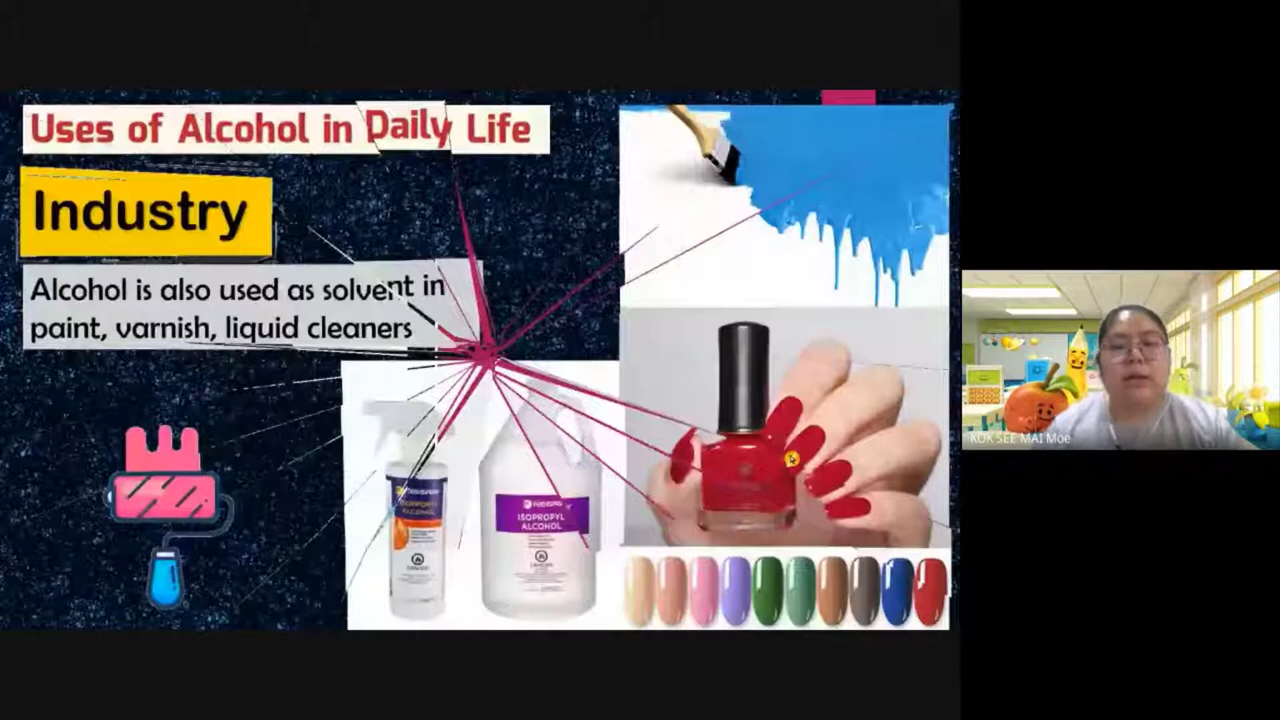 Uses of Alcohol in Daily Life
Industry
Alcohol is also used as solvent in
paint, varnish, liquid cleaners
ISOPROPYL
ALCOHOL
ALCOHOL
KOK SEE MAI Moe